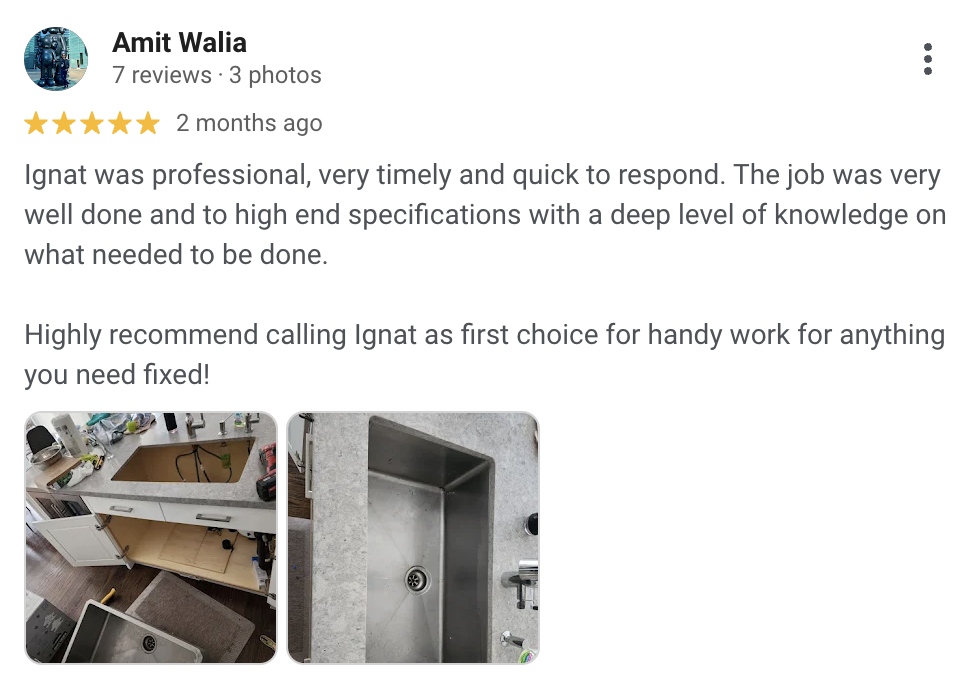 Amit Walia
7 reviews · 3 photos
2 months ago
Ignat was professional, very timely and quick to respond. The job was very
well done and to high end specifications with a deep level of knowledge on
what needed to be done.
Highly recommend calling Ignat as first choice for handy work for anything
you need fixed!